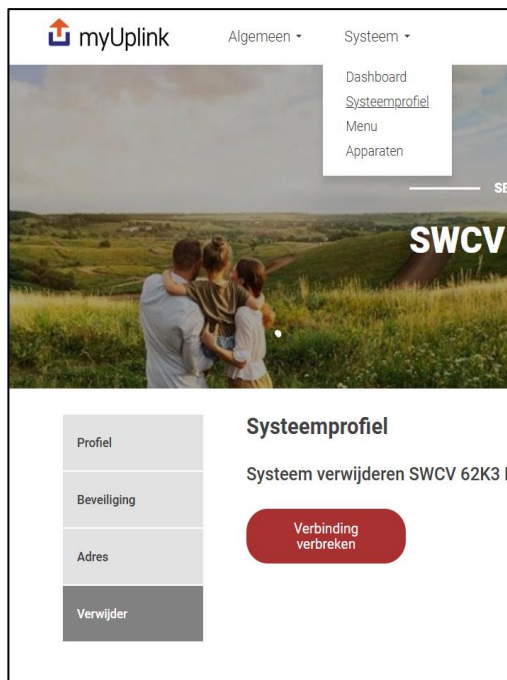 myUplink
Algemeen
Systeem
Dashboard
Systeemprofiel
Menu
Apparaten
SWCV
Profiel
Beveiliging
Adres
Verwijder
Systeemprofiel
Systeem verwijderen SWCV 62K3
Verbinding
verbreken